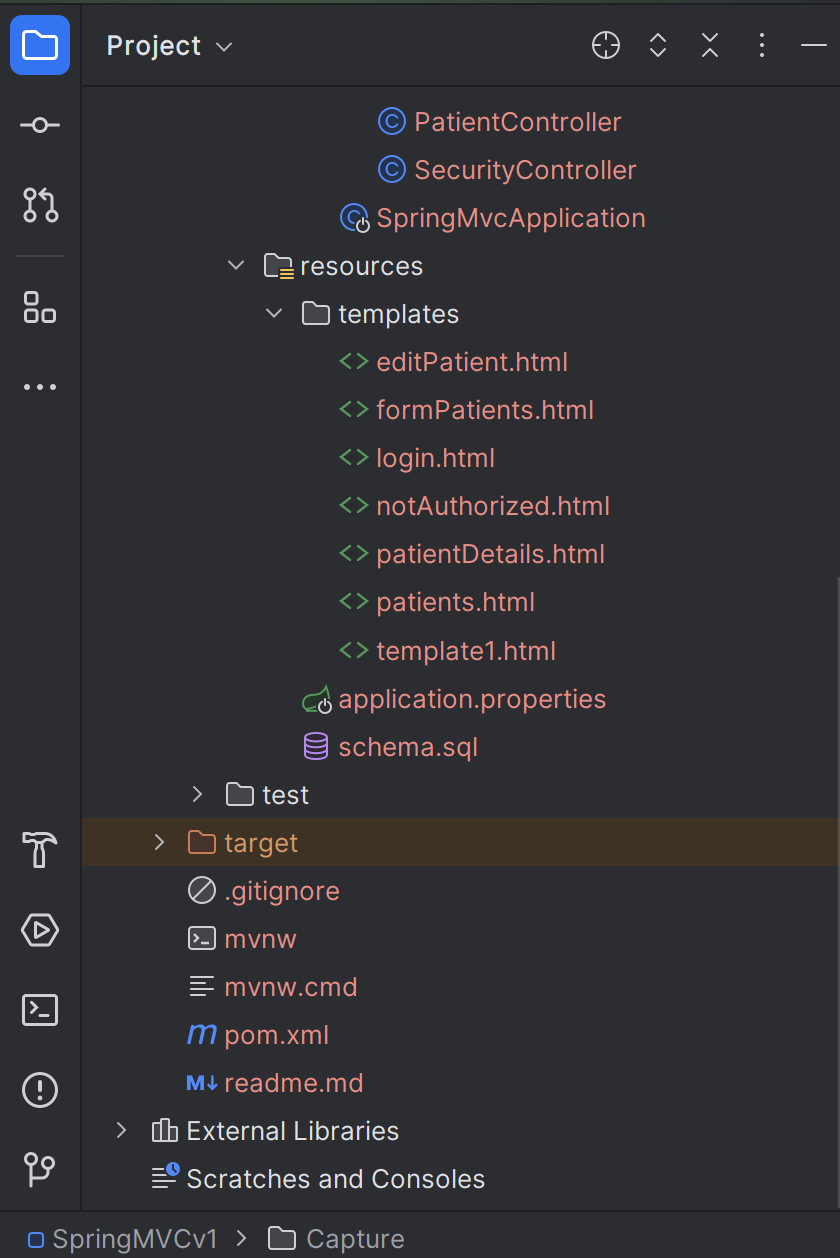 Project
PatientController
SecurityController
SpringMvcApplication
resources
templates
editPatient.html
formPatients.html
login.html
notAuthorized.html
patientDetails.html
patients.html
template1.html
application.properties
schema.sql
test
target
.gitignore
mvnw
mvnw.cmd
pom.xml
readme.md
External Libraries
Scratches and Consoles
SpringMVCv1 > Capture